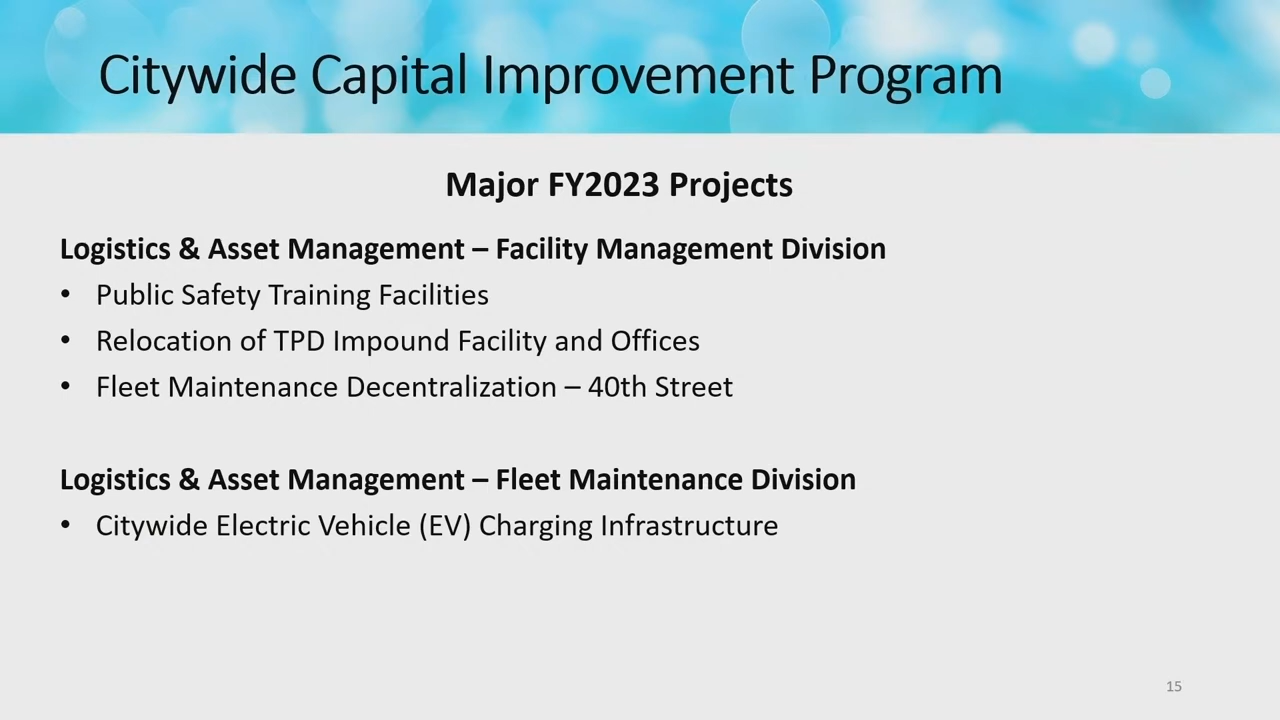 Citywide Capital Improvement Program
Major FY2023 Projects
Logistics & Asset Management – Facility Management Division
• Public Safety Training Facilities
• Relocation of TPD Impound Facility and Offices
• Fleet Maintenance Decentralization – 40th Street
Logistics & Asset Management – Fleet Maintenance Division
• Citywide Electric Vehicle (EV) Charging Infrastructure
15